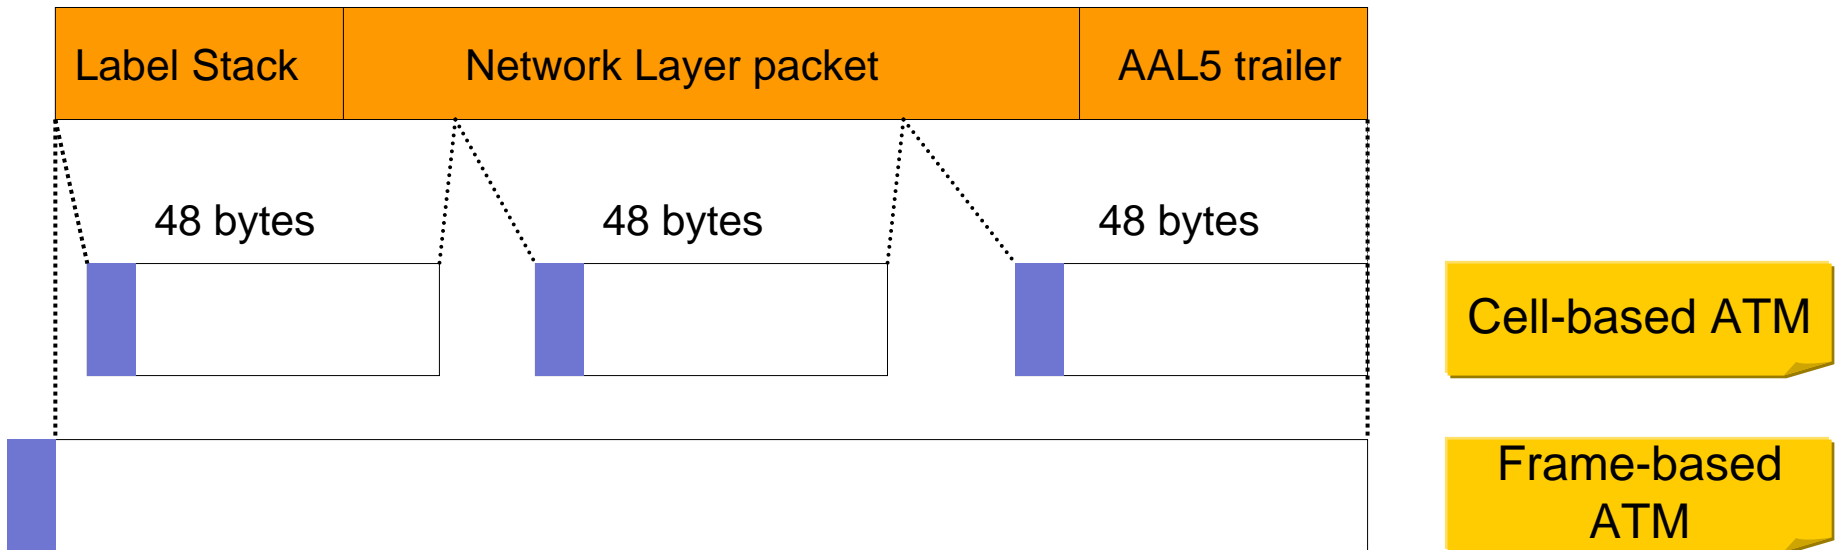 Label Stack
Network Layer packet
AAL5 trailer
48 bytes
48 bytes
48 bytes
Cell-based ATM
Frame-based
ATM